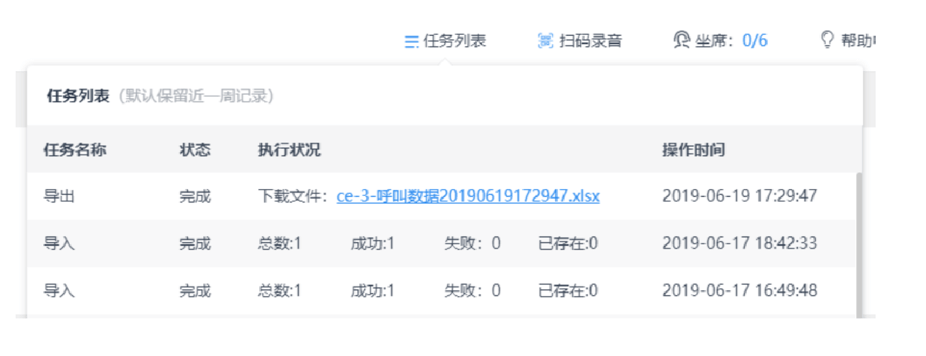 任务列表 扫码录音 坐席：0/6 帮助
任务列表（默认保留近一周记录）
任务名称 状态 执行状况 操作时间
导出 完成 下载文件：ce-3-呼叫数据20190619172947.xlsx 2019-06-19 17:29:47
导入 完成 总数:1 成功:1 失败：0 已存在:0 2019-06-17 18:42:33
导入 完成 总数:1 成功:1 失败：0 已存在:0 2019-06-17 16:49:48